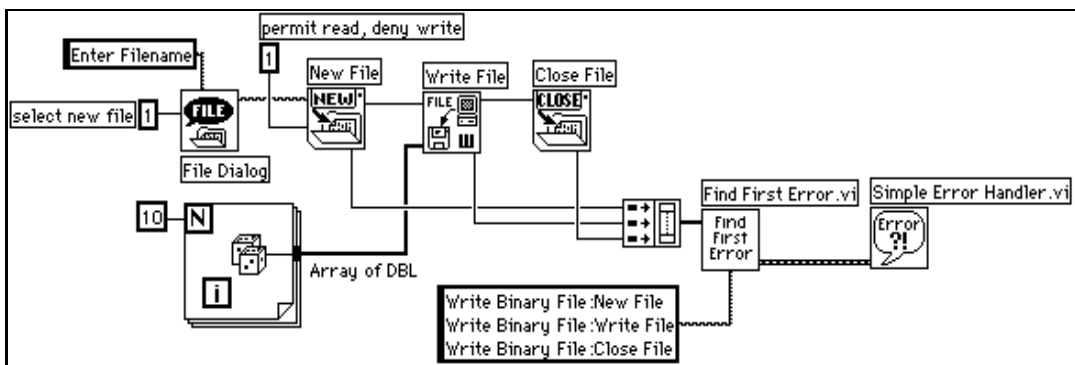 permit read, deny write
Enter Filename
1
New File
Write File
Close File
select new file
1
FILE
NEW
FILE
W
CLOSE
File Dialog
10
N
i
Array of DBL
Find First Error.vi
Simple Error Handler.vi
Find
First
Error
Error
?!
Write Binary File:New File
Write Binary File:Write File
Write Binary File:Close File